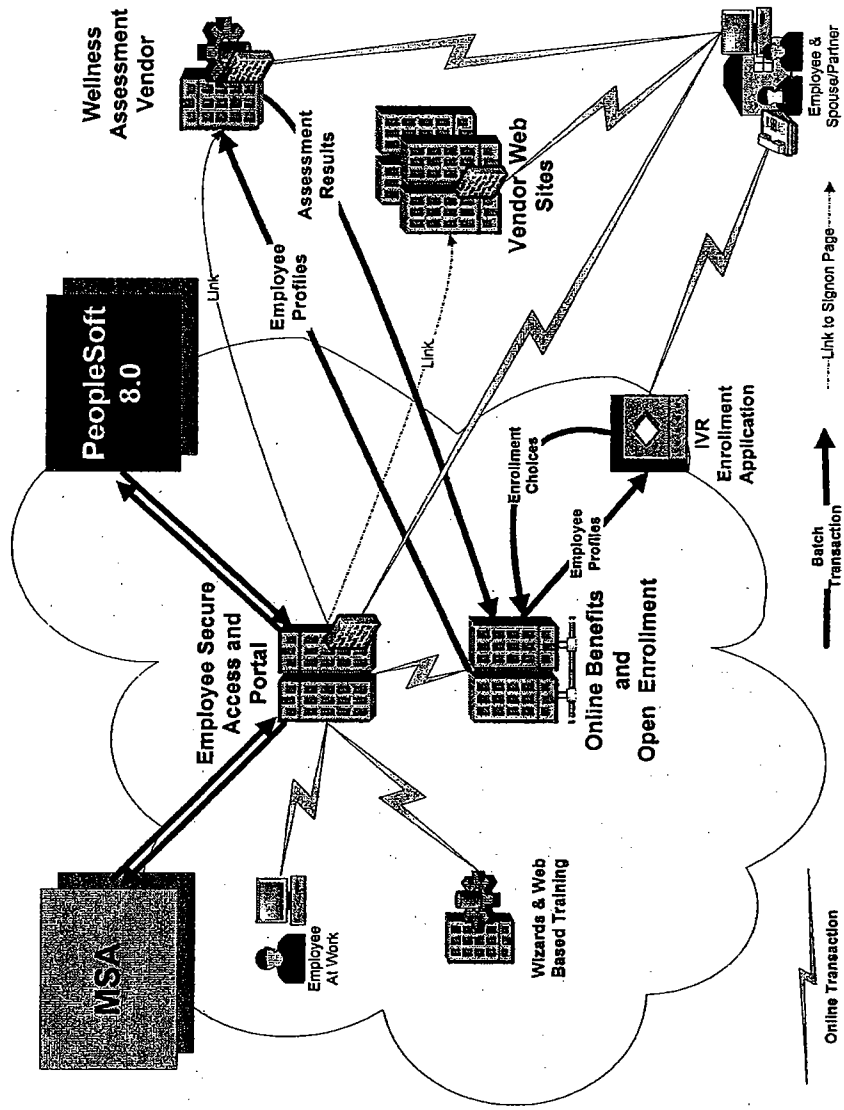 MSA
PeopleSoft
8.0
Wellness
Assessment
Vendor
Employee Secure
Access and
Portal
Link
Employee
Profiles
Assessment
Results
Employee
At Work
Link
Vendor Web
Sites
Wizards & Web
Based Training
Online Benefits
and
Open Enrollment
Enrollment
Choices
Employee
Profiles
IVR
Enrollment
Application
Employee &
Spouse/Partner
Online Transaction
Batch
Transaction
Link to Signon Page